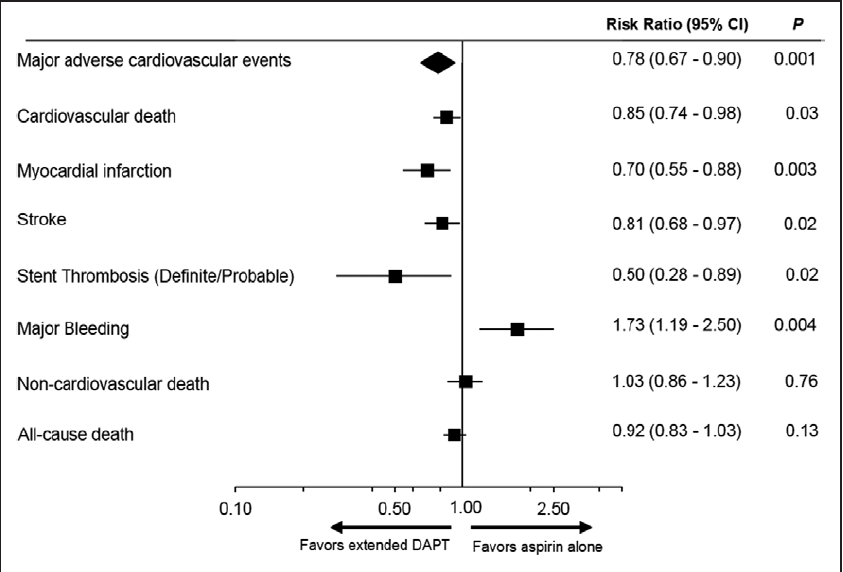 Risk Ratio (95% CI) P
Major adverse cardiovascular events 0.78 (0.67 - 0.90) 0.001
Cardiovascular death 0.85 (0.74 - 0.98) 0.03
Myocardial infarction 0.70 (0.55 - 0.88) 0.003
Stroke 0.81 (0.68 - 0.97) 0.02
Stent Thrombosis (Definite/Probable) 0.50 (0.28 - 0.89) 0.02
Major Bleeding 1.73 (1.19 - 2.50) 0.004
Non-cardiovascular death 1.03 (0.86 - 1.23) 0.76
All-cause death 0.92 (0.83 - 1.03) 0.13
0.10 0.50 1.00 2.50
Favors extended DAPT Favors aspirin alone